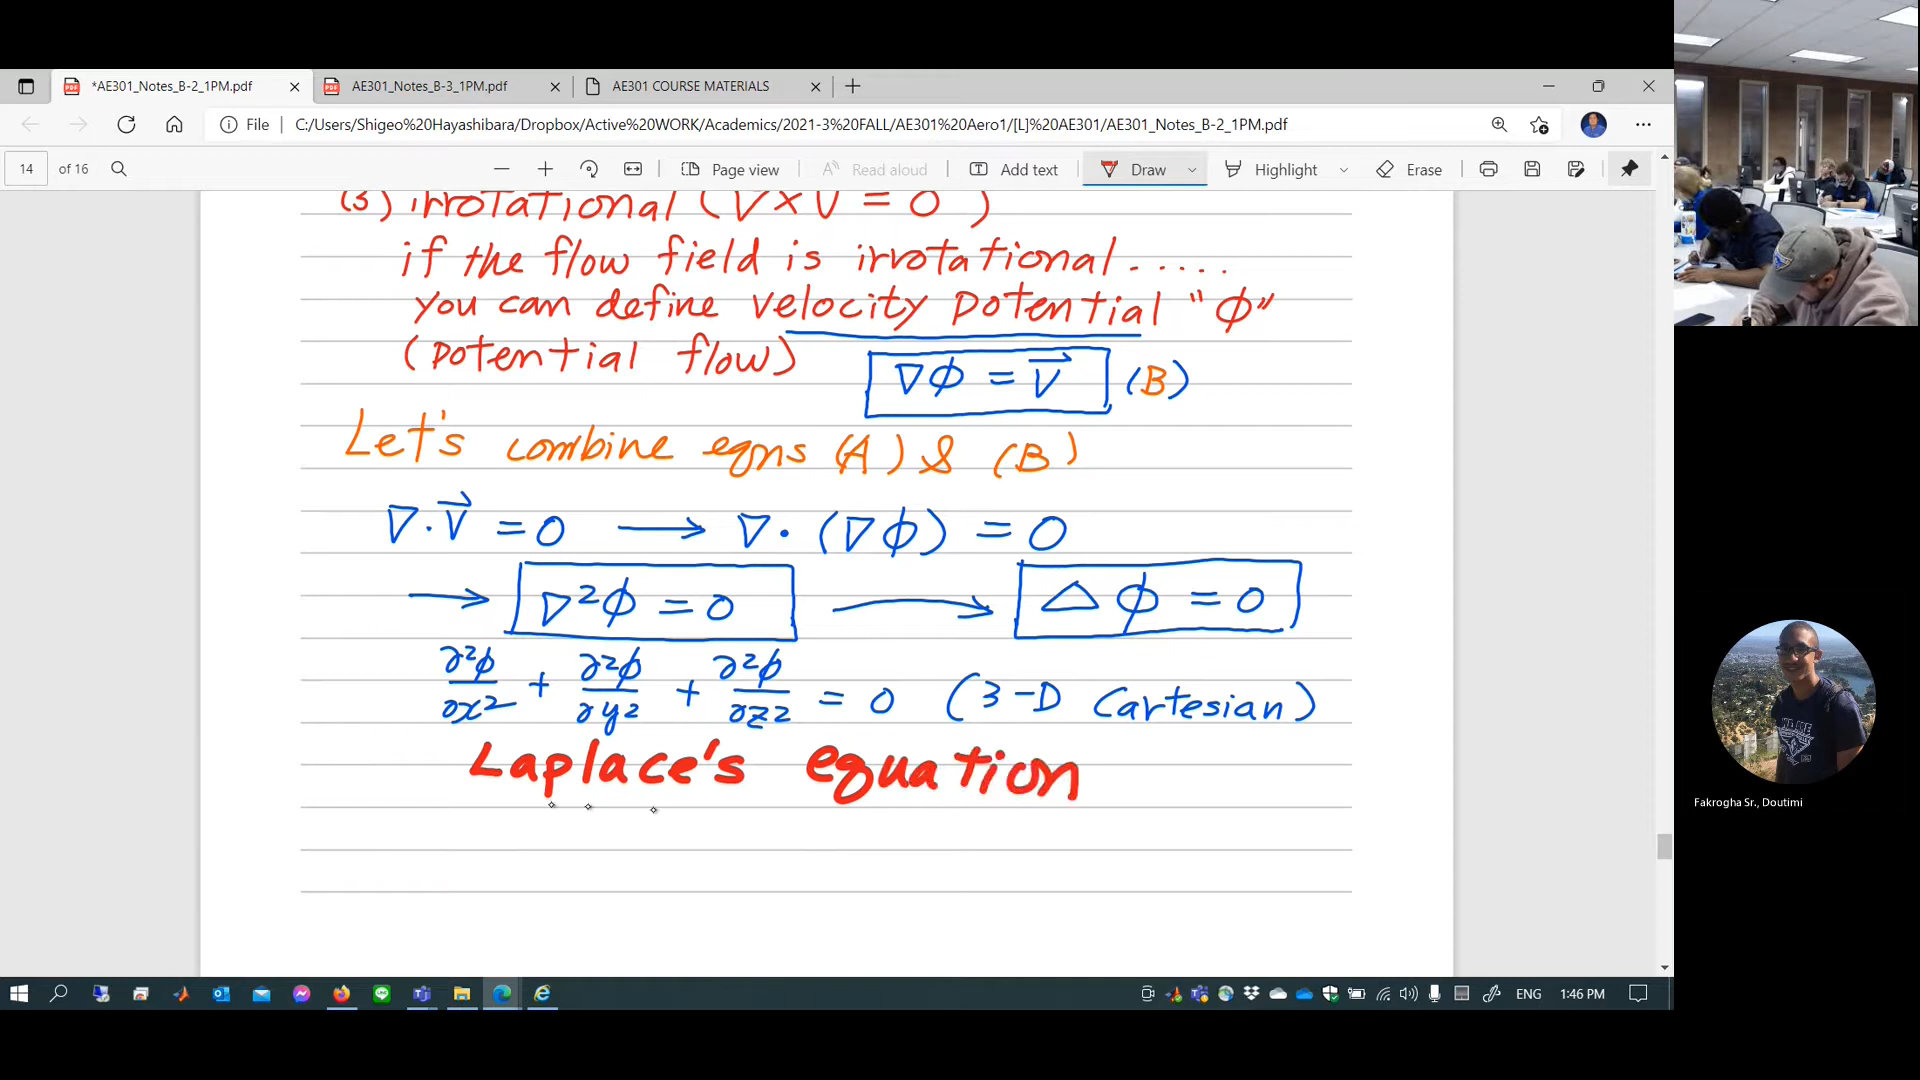 *AE301_Notes_B-2_1PM.pdf
AE301_Notes_B-3_1PM.pdf
AE301 COURSE MATERIALS
File
C:/Users/Shigeo%20Hayashibara/Dropbox/Active%20WORK/Academics/2021-3%20FALL/AE301%20Aero1/[L]%20AE301/AE301_Notes_B-2_1PM.pdf
14 of 16
Page view
Read aloud
Add text
Draw
Highlight
Erase
(3) irrotational (∇×V = 0)
if the flow field is irrotational.....
you can define velocity potential "ϕ"
(potential flow)
∇ϕ = V⃗ (B)
Let's combine eqns (A) & (B)
∇·V⃗ = 0 → ∇·(∇ϕ) = 0
→ ∇²ϕ = 0 → △ϕ = 0
∂²ϕ/∂x² + ∂²ϕ/∂y² + ∂²ϕ/∂z² = 0 (3-D Cartesian)
Laplace's equation
Fakrogha Sr., Doutimi
ENG
1:46 PM